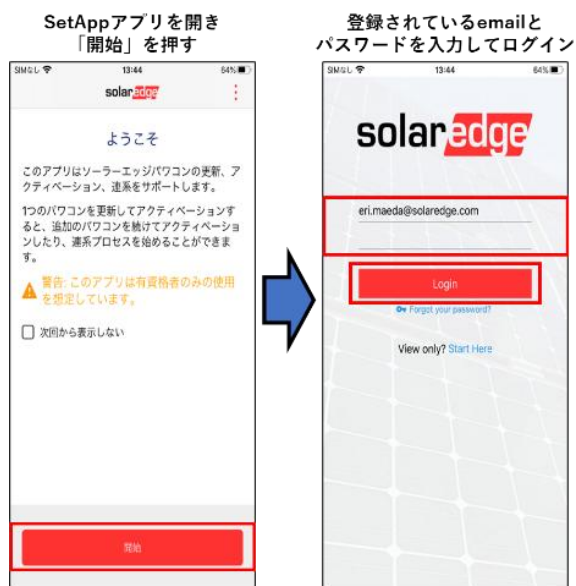 SetAppアプリを開き
「開始」を押す
SIMなし 13:44 64%
solaredge
ようこそ
このアプリはソーラーエッジパワコンの更新、ア
クティベーション、連系をサポートします。
1つのパワコンを更新してアクティベーションす
ると、追加のパワコンを続けてアクティベーショ
ンしたり、連系プロセスを始めることができま
す。
警告: このアプリは有資格者のみの使用
を想定しています。
次回から表示しない
開始
登録されているemailと
パスワードを入力してログイン
SIMなし 13:44 64%
solaredge
eri.maeda@solaredge.com
Login
Forgot your password?
View only? Start Here